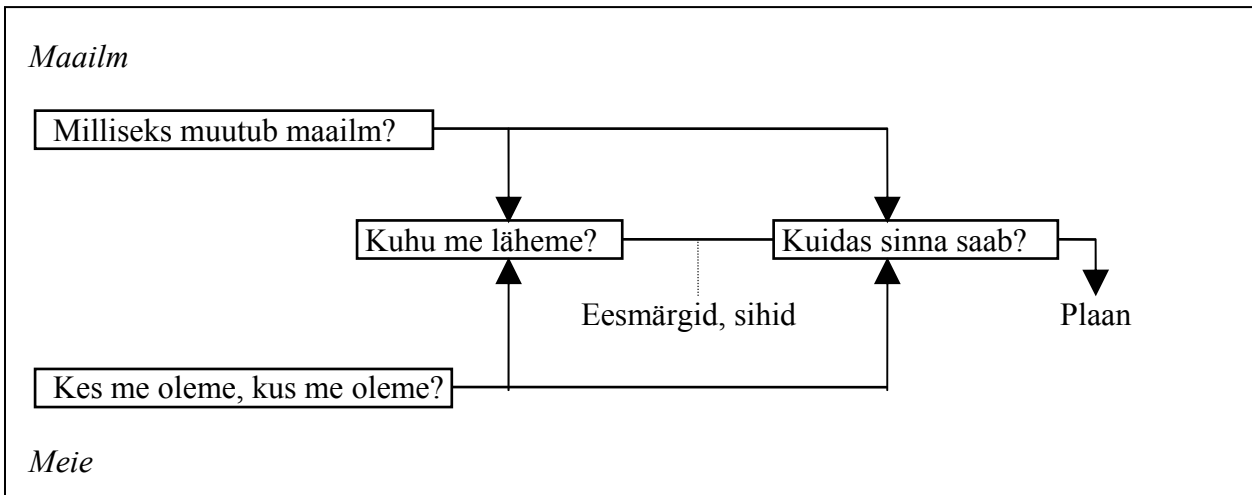 Maailm
Milliseks muutub maailm?
Kuhu me läheme?
Kuidas sinna saab?
Eesmärgid, sihid
Plaan
Kes me oleme, kus me oleme?
Meie